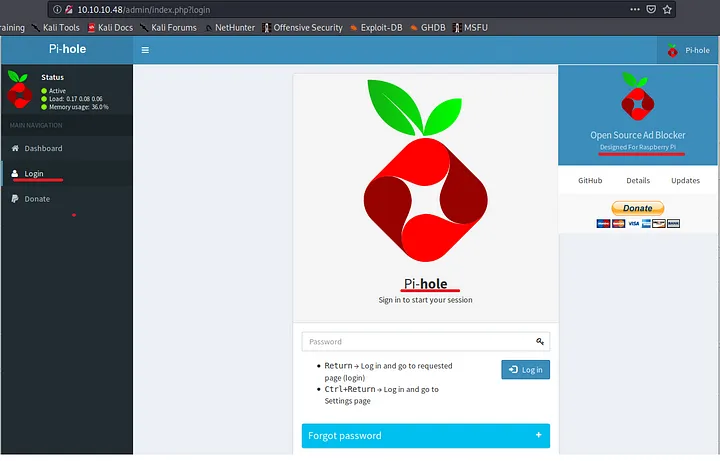 10.10.10.48/admin/index.php?login
raining Kali Tools Kali Docs Kali Forums NetHunter Offensive Security Exploit-DB GHDB MSFU
Pi-hole
Pi-hole
Status
Active
Load: 0.17 0.08 0.06
Memory usage: 36.0 %
MAIN NAVIGATION
Dashboard
Login
Donate
Pi-hole
Sign in to start your session
Password
Return → Log in and go to requested
page (login)
Ctrl+Return → Log in and go to
Settings page
Log in
Forgot password
Open Source Ad Blocker
Designed For Raspberry Pi
GitHub Details Updates
Donate
VISA